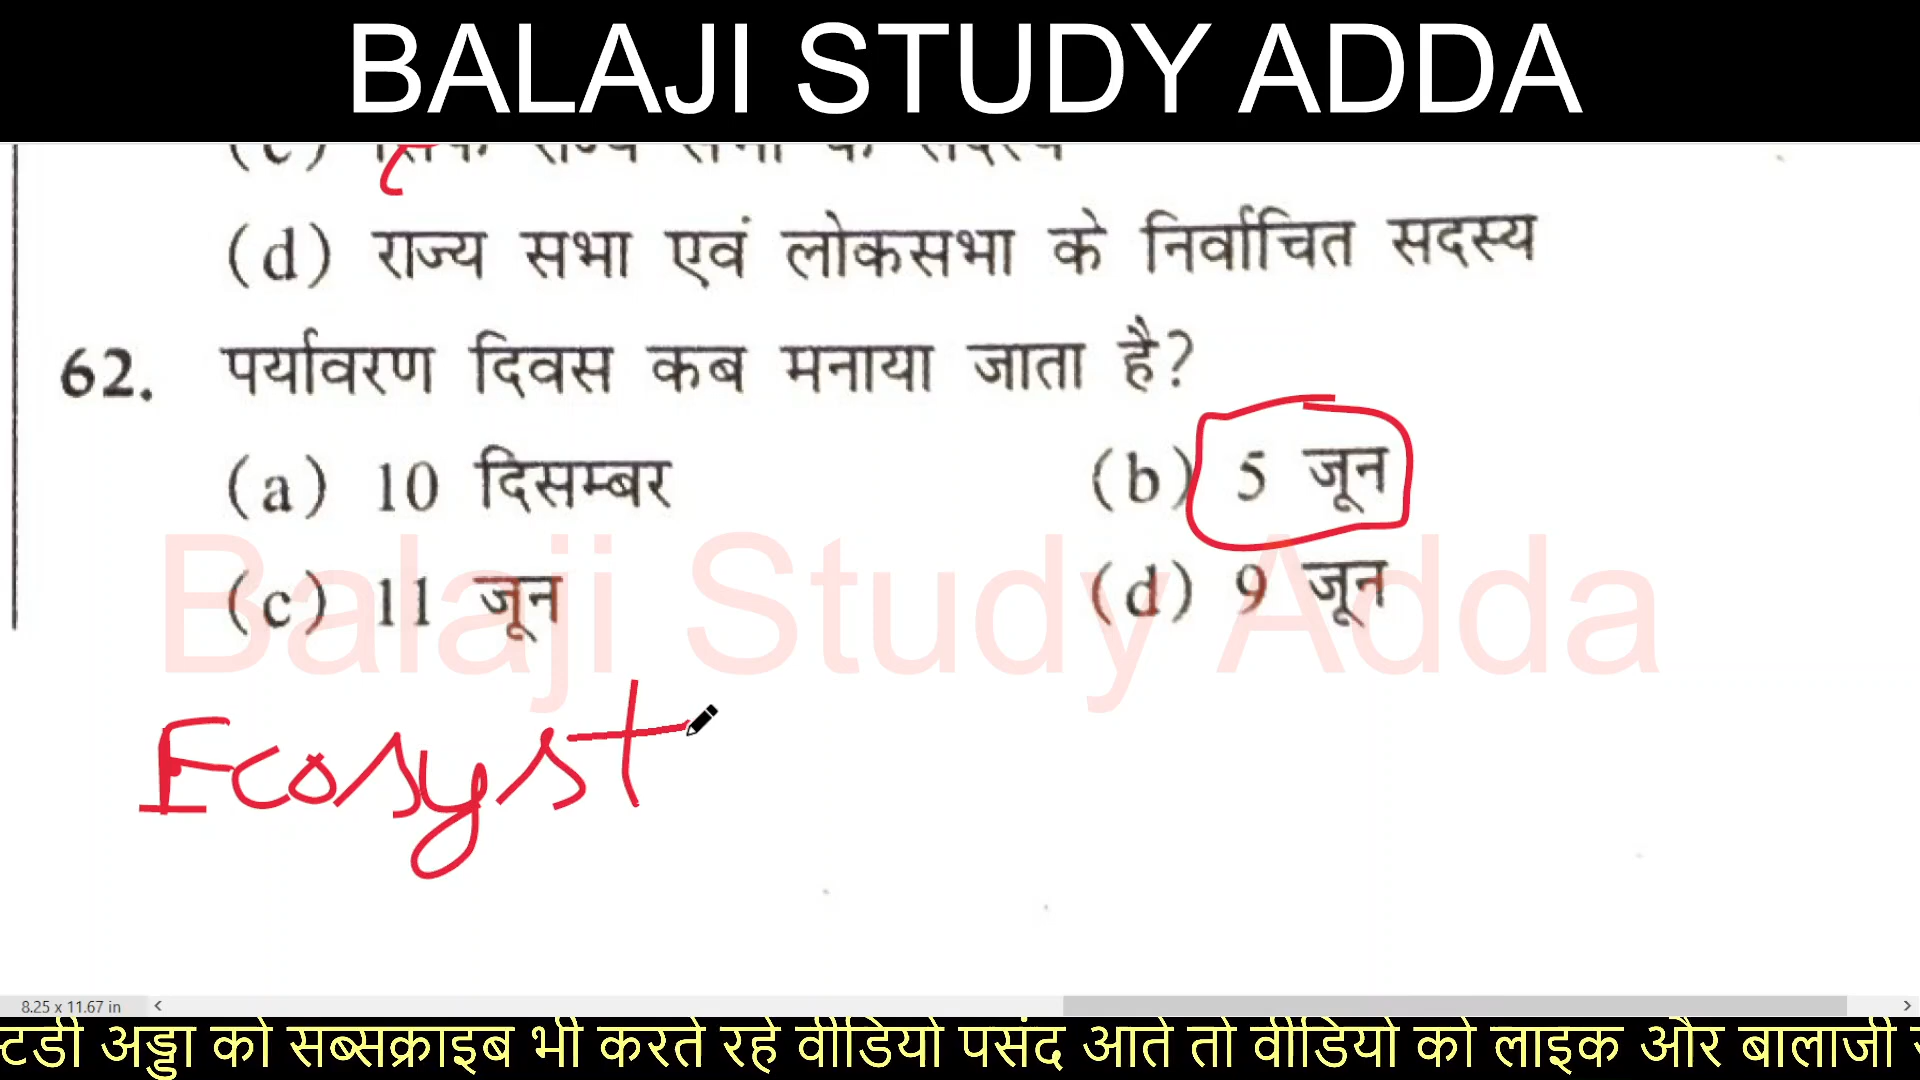 BALAJI STUDY ADDA
(c) सिर्फ राज्य सभा के सदस्य
(d) राज्य सभा एवं लोकसभा के निर्वाचित सदस्य
62. पर्यावरण दिवस कब मनाया जाता है?
(a) 10 दिसम्बर (b) 5 जून
(c) 11 जून (d) 9 जून
Balaji Study Adda
Ecosyst
8.25 x 11.67 in
टडी अड्डा को सब्सक्राइब भी करते रहे वीडियो पसंद आते तो वीडियो को लाइक और बालाजी